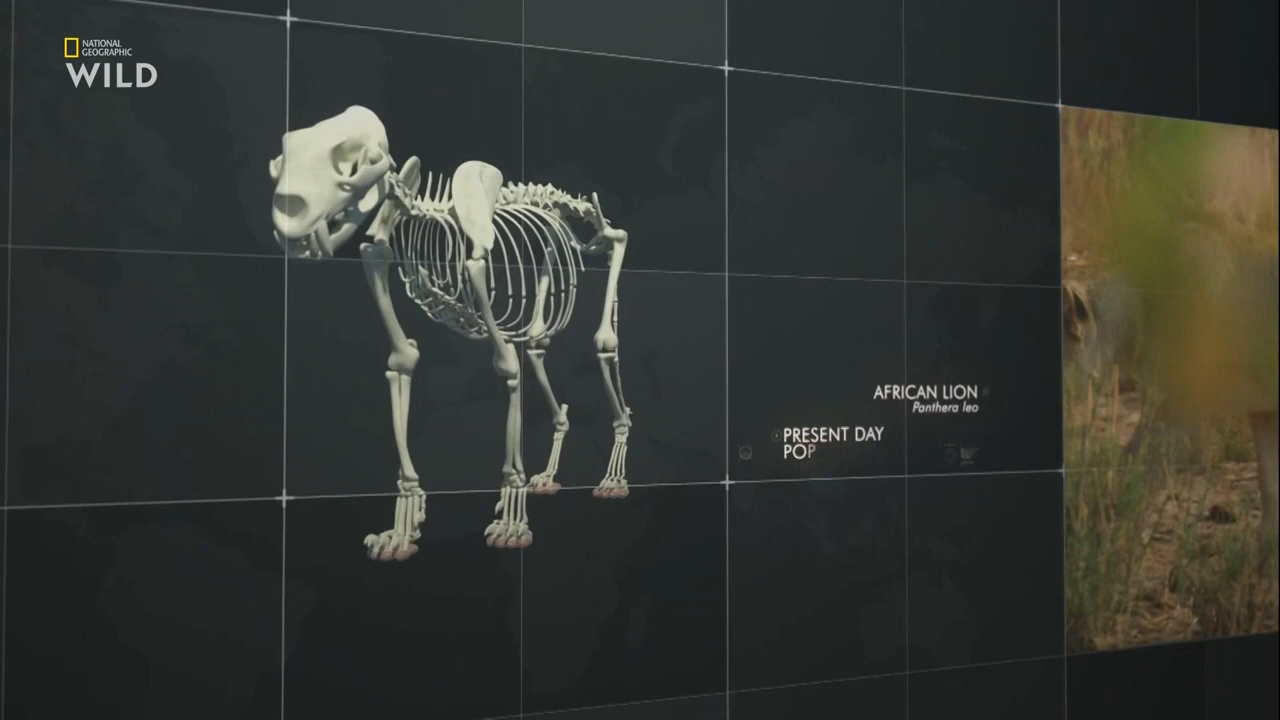 NATIONAL
GEOGRAPHIC
WILD
AFRICAN LION
Panthera leo
PRESENT DAY
POP